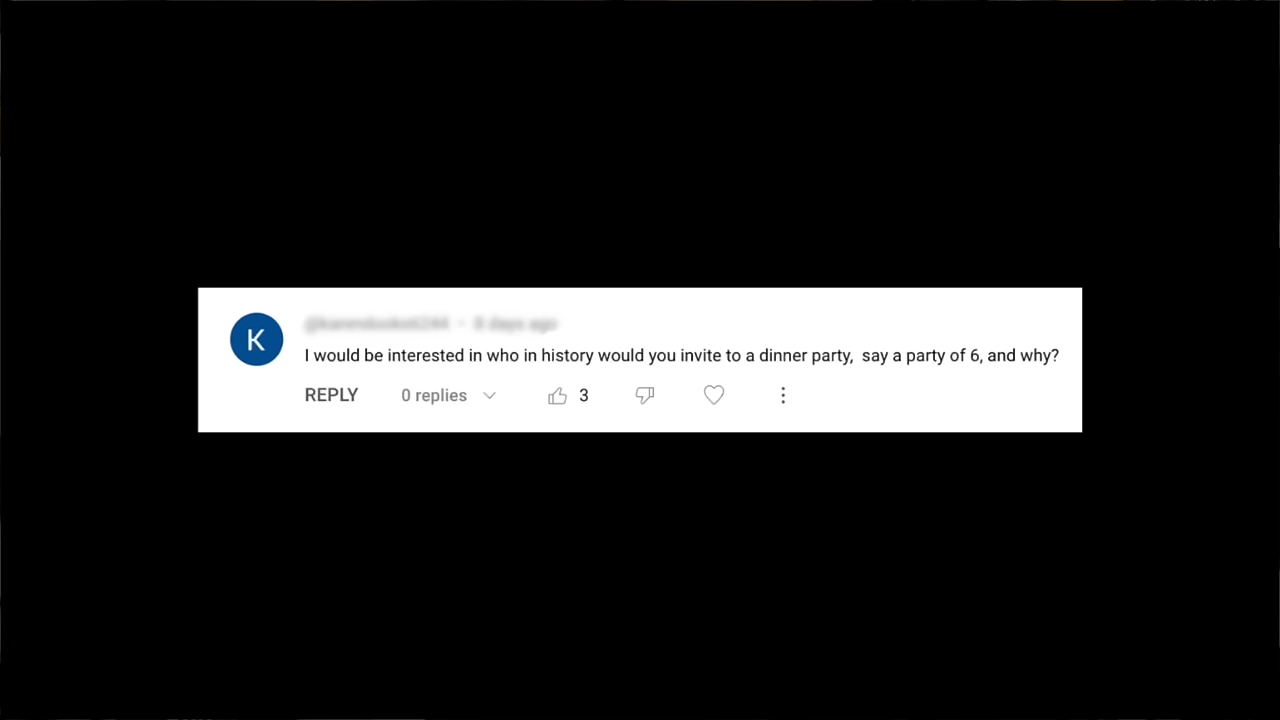 K
I would be interested in who in history would you invite to a dinner party,  say a party of 6, and why?
REPLY 0 replies 3